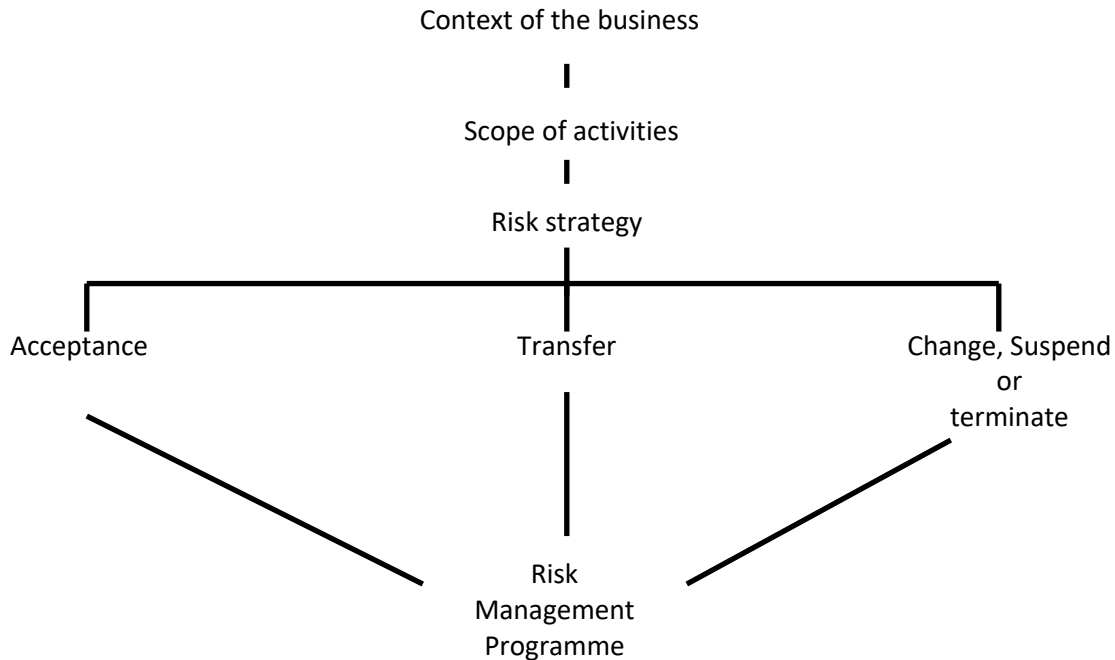 Context of the business
Scope of activities
Risk strategy
Acceptance
Transfer
Change, Suspend
or
terminate
Risk
Management
Programme